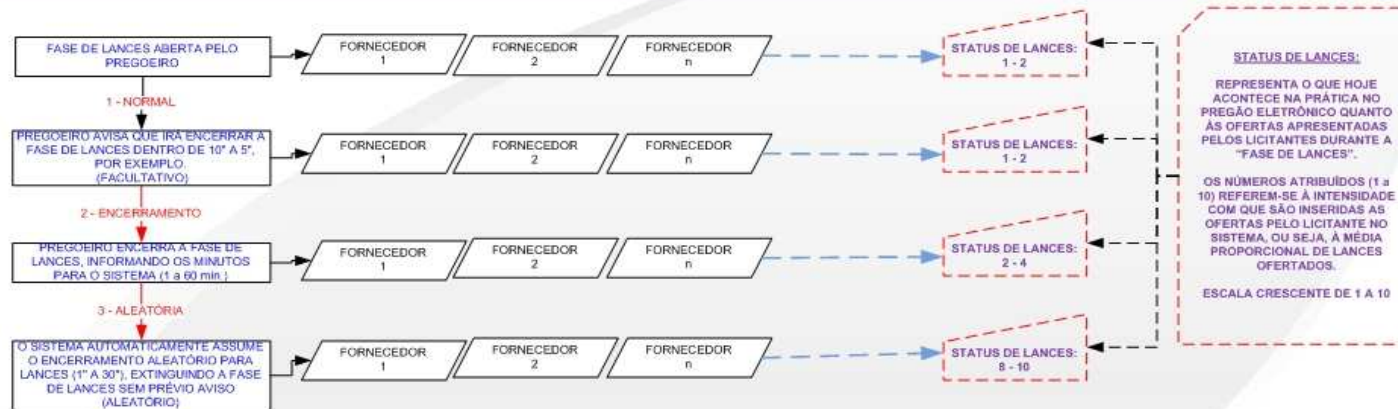 FASE DE LANCES ABERTA PELO
PREGOEIRO
FORNECEDOR
1
FORNECEDOR
2
FORNECEDOR
n
STATUS DE LANCES:
1 - 2
1 - NORMAL
PREGOEIRO AVISA QUE IRÁ ENCERRAR A
FASE DE LANCES DENTRO DE 10" A 5",
POR EXEMPLO.
(FACULTATIVO)
FORNECEDOR
1
FORNECEDOR
2
FORNECEDOR
n
STATUS DE LANCES:
1 - 2
2 - ENCERRAMENTO
PREGOEIRO ENCERRA A FASE DE
LANCES, INFORMANDO OS MINUTOS
PARA O SISTEMA (1 a 60 min.)
FORNECEDOR
1
FORNECEDOR
2
FORNECEDOR
n
STATUS DE LANCES:
2 - 4
3 - ALEATÓRIA
O SISTEMA AUTOMATICAMENTE ASSUME
O ENCERRAMENTO ALEATÓRIO PARA
LANCES (1" A 30"), EXTINGUINDO A FASE
DE LANCES SEM PRÉVIO AVISO
(ALEATÓRIO)
FORNECEDOR
1
FORNECEDOR
2
FORNECEDOR
n
STATUS DE LANCES:
8 - 10
STATUS DE LANCES:
REPRESENTA O QUE HOJE
ACONTECE NA PRÁTICA NO
PREGÃO ELETRÔNICO QUANTO
ÀS OFERTAS APRESENTADAS
PELOS LICITANTES DURANTE A
"FASE DE LANCES".
OS NÚMEROS ATRIBUÍDOS (1 a
10) REFEREM-SE À INTENSIDADE
COM QUE SÃO INSERIDAS AS
OFERTAS PELO LICITANTE NO
SISTEMA, OU SEJA, À MÉDIA
PROPORCIONAL DE LANCES
OFERTADOS.
ESCALA CRESCENTE DE 1 A 10